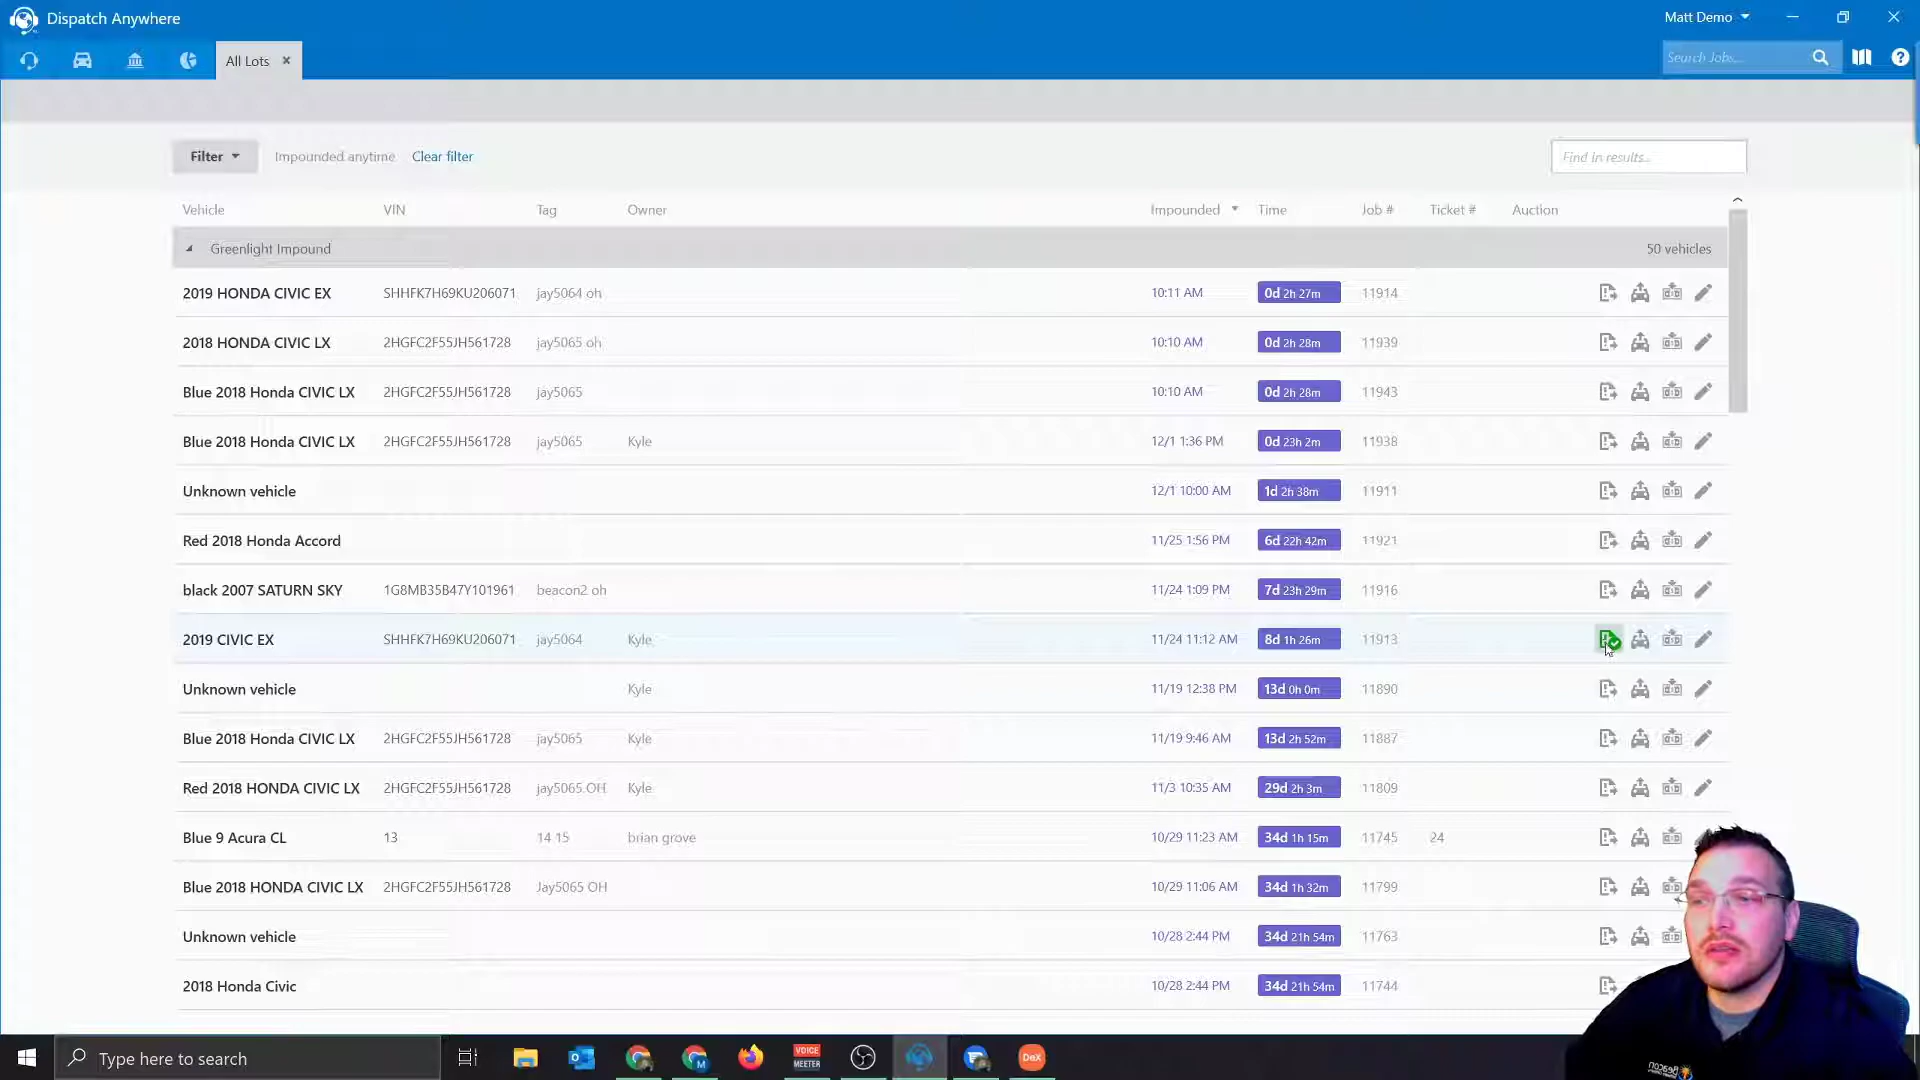 Dispatch Anywhere
Matt Demo
All Lots
Search Jobs...
Filter Impounded anytime Clear filter
Find in results...
Vehicle VIN Tag Owner Impounded Time Job # Ticket # Auction
Greenlight Impound 50 vehicles
2019 HONDA CIVIC EX SHHFK7H69KU206071 jay5064 oh 10:11 AM 0d 2h 27m 11914
2018 HONDA CIVIC LX 2HGFC2F55JH561728 jay5065 oh 10:10 AM 0d 2h 28m 11939
Blue 2018 Honda CIVIC LX 2HGFC2F55JH561728 jay5065 10:10 AM 0d 2h 28m 11943
Blue 2018 Honda CIVIC LX 2HGFC2F55JH561728 jay5065 Kyle 12/1 1:36 PM 0d 23h 2m 11938
Unknown vehicle 12/1 10:00 AM 1d 2h 38m 11911
Red 2018 Honda Accord 11/25 1:56 PM 6d 22h 42m 11921
black 2007 SATURN SKY 1G8MB35B47Y101961 beacon2 oh 11/24 1:09 PM 7d 23h 29m 11916
2019 CIVIC EX SHHFK7H69KU206071 jay5064 Kyle 11/24 11:12 AM 8d 1h 26m 11913
Unknown vehicle Kyle 11/19 12:38 PM 13d 0h 0m 11890
Blue 2018 Honda CIVIC LX 2HGFC2F55JH561728 jay5065 Kyle 11/19 9:46 AM 13d 2h 52m 11887
Red 2018 HONDA CIVIC LX 2HGFC2F55JH561728 jay5065 OH Kyle 11/3 10:35 AM 29d 2h 3m 11809
Blue 9 Acura CL 13 14 15 brian grove 10/29 11:23 AM 34d 1h 15m 11745 24
Blue 2018 HONDA CIVIC LX 2HGFC2F55JH561728 Jay5065 OH 10/29 11:06 AM 34d 1h 32m 11799
Unknown vehicle 10/28 2:44 PM 34d 21h 54m 11763
2018 Honda Civic 10/28 2:44 PM 34d 21h 54m 11744
Type here to search
VOICE
MEETER
DeX
Beacon